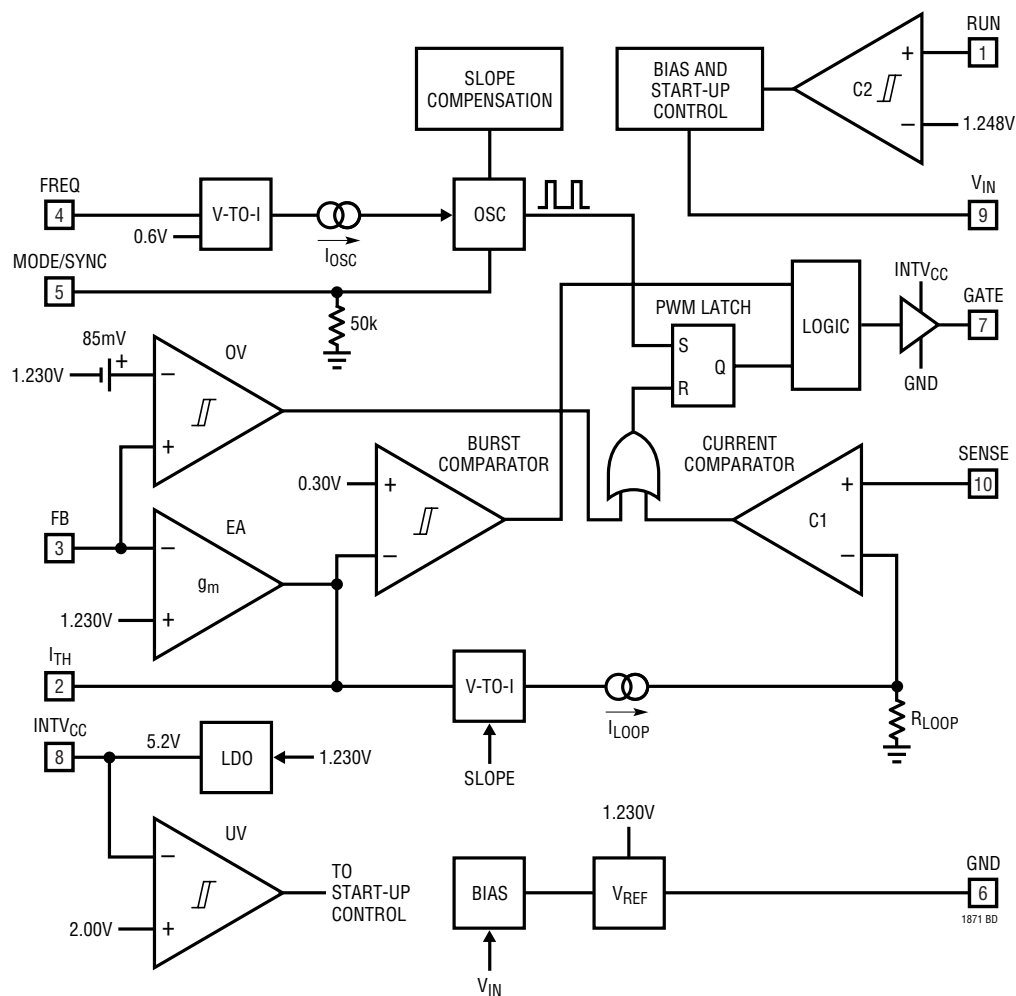 RUN
1
SLOPE
COMPENSATION
BIAS AND
START-UP
CONTROL
C2
+
−
1.248V
FREQ
4
V-TO-I
0.6V
I_OSC
OSC
V_IN
9
MODE/SYNC
5
50k
PWM LATCH
S
R
Q
LOGIC
INTV_CC
GND
GATE
7
85mV
+
1.230V
OV
−
+
BURST
COMPARATOR
0.30V
+
−
CURRENT
COMPARATOR
C1
+
−
SENSE
10
FB
3
EA
−
g_m
+
1.230V
I_TH
2
V-TO-I
SLOPE
I_LOOP
R_LOOP
INTV_CC
8
5.2V
LDO
1.230V
UV
−
+
2.00V
TO
START-UP
CONTROL
BIAS
V_IN
1.230V
V_REF
GND
6
1871 BD